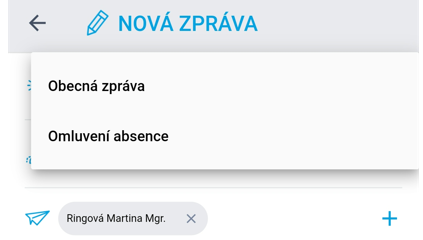 NOVÁ ZPRÁVA
Obecná zpráva
Omluvení absence
Ringová Martina Mgr.